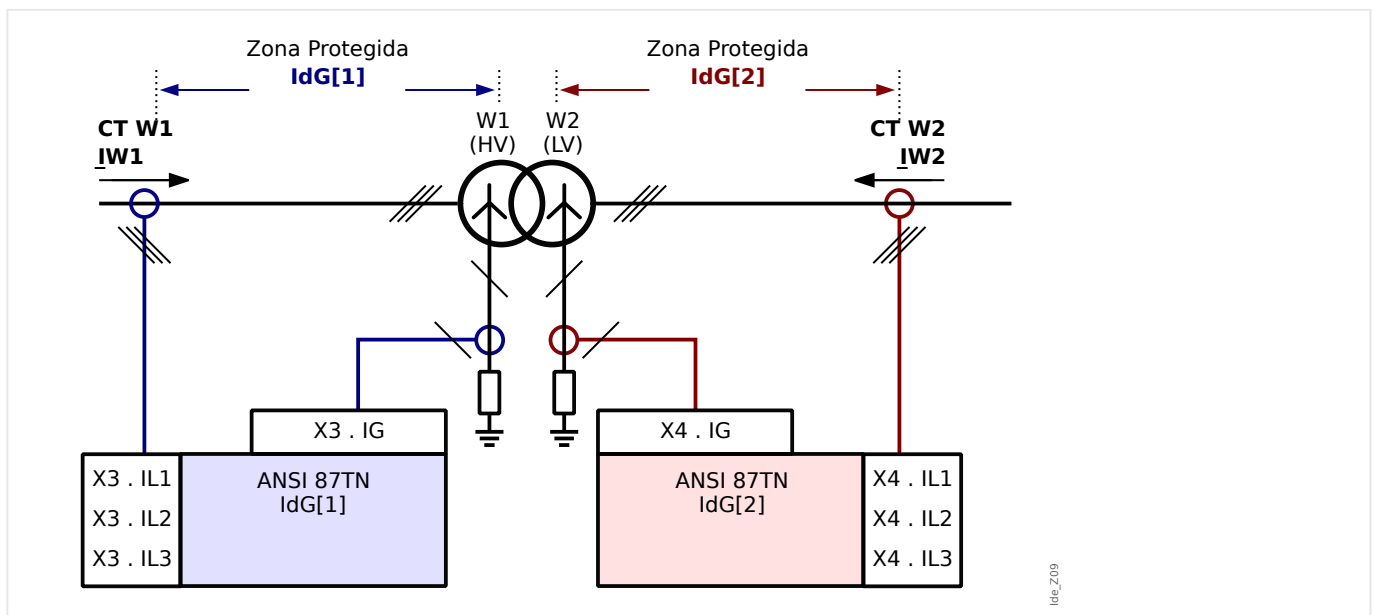 Zona Protegida
IdG[1]
Zona Protegida
IdG[2]
CT W1
IW1
W1
(HV)
W2
(LV)
CT W2
IW2
X3 . IG
X4 . IG
X3 . IL1
X3 . IL2
X3 . IL3
ANSI 87TN
IdG[1]
ANSI 87TN
IdG[2]
X4 . IL1
X4 . IL2
X4 . IL3
Ide_Z09